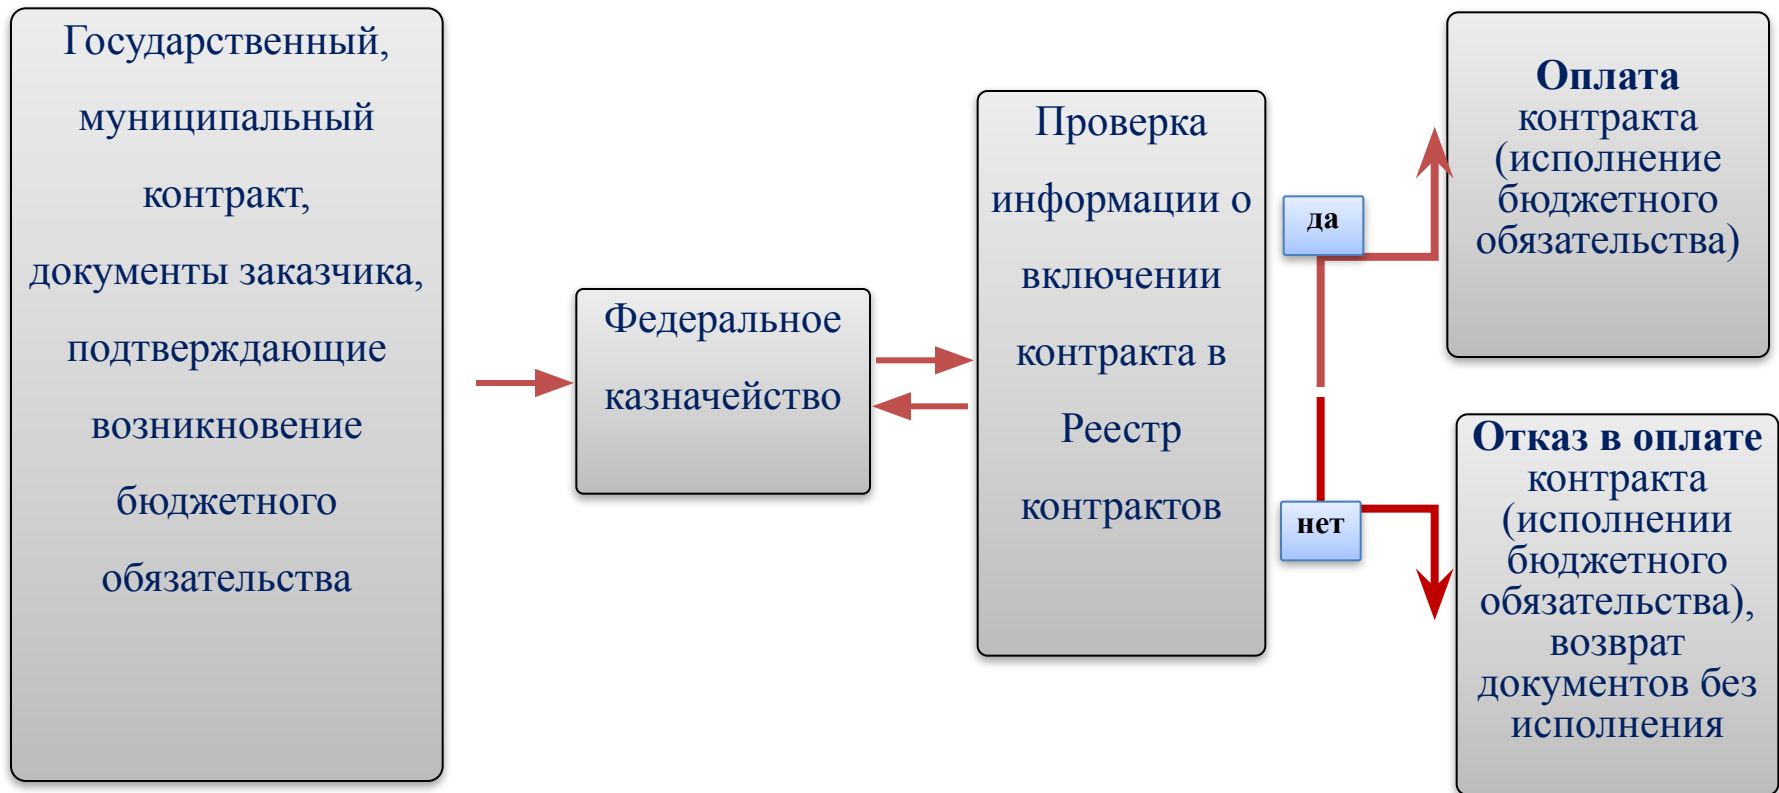 Государственный,
муниципальный
контракт,
документы заказчика,
подтверждающие
возникновение
бюджетного
обязательства
Федеральное
казначейство
Проверка
информации о
включении
контракта в
Реестр
контрактов
да
нет
Оплата
контракта
(исполнение
бюджетного
обязательства)
Отказ в оплате
контракта
(исполнении
бюджетного
обязательства),
возврат
документов без
исполнения